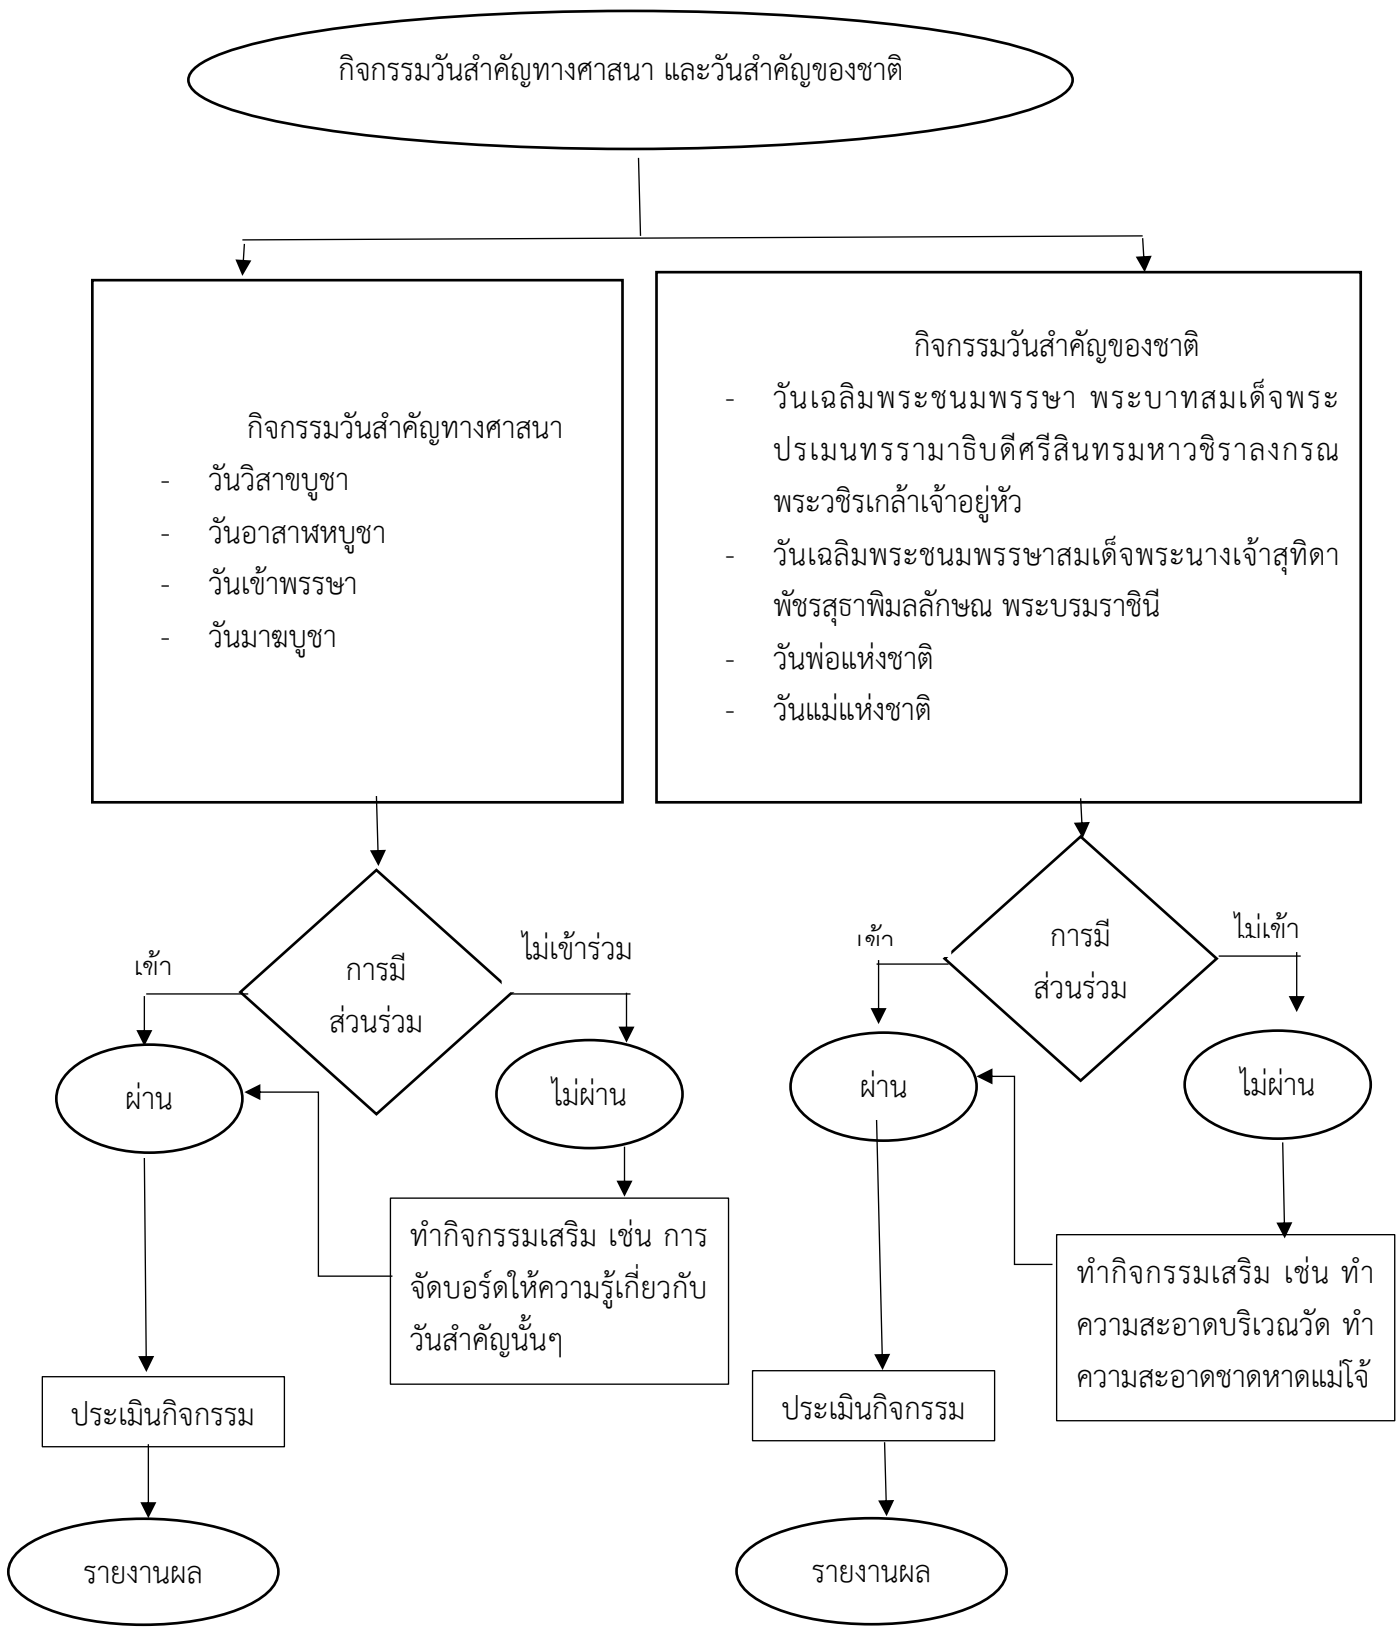 กิจกรรมวันสำคัญทางศาสนา และวันสำคัญของชาติ
กิจกรรมวันสำคัญทางศาสนา
- วันวิสาขบูชา
- วันอาสาฬหบูชา
- วันเข้าพรรษา
- วันมาฆบูชา
กิจกรรมวันสำคัญของชาติ
- วันเฉลิมพระชนมพรรษา พระบาทสมเด็จพระ
ปรเมนทรรามาธิบดีศรีสินทรมหาวชิราลงกรณ
พระวชิรเกล้าเจ้าอยู่หัว
- วันเฉลิมพระชนมพรรษาสมเด็จพระนางเจ้าสุทิดา
พัชรสุธาพิมลลักษณ พระบรมราชินี
- วันพ่อแห่งชาติ
- วันแม่แห่งชาติ
เข้า
การมี
ส่วนร่วม
ไม่เข้าร่วม
ผ่าน
ไม่ผ่าน
ทำกิจกรรมเสริม เช่น การ
จัดบอร์ดให้ความรู้เกี่ยวกับ
วันสำคัญนั้นๆ
ประเมินกิจกรรม
รายงานผล
เข้า
การมี
ส่วนร่วม
ไม่เข้า
ผ่าน
ไม่ผ่าน
ทำกิจกรรมเสริม เช่น ทำ
ความสะอาดบริเวณวัด ทำ
ความสะอาดชาดหาดแม่โจ้
ประเมินกิจกรรม
รายงานผล